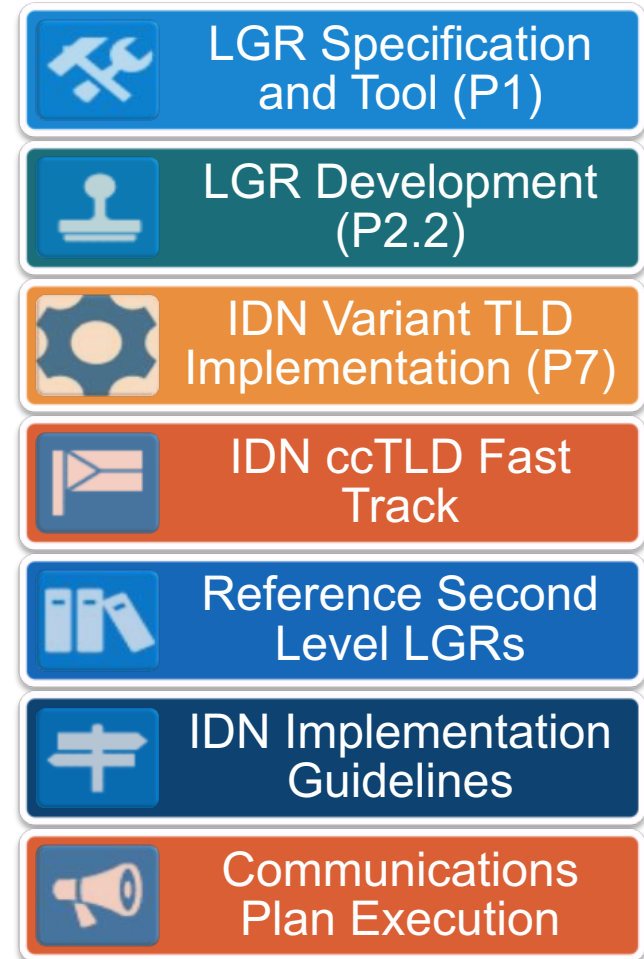 LGR Specification
and Tool (P1)
LGR Development
(P2.2)
IDN Variant TLD
Implementation (P7)
IDN ccTLD Fast
Track
Reference Second
Level LGRs
IDN Implementation
Guidelines
Communications
Plan Execution